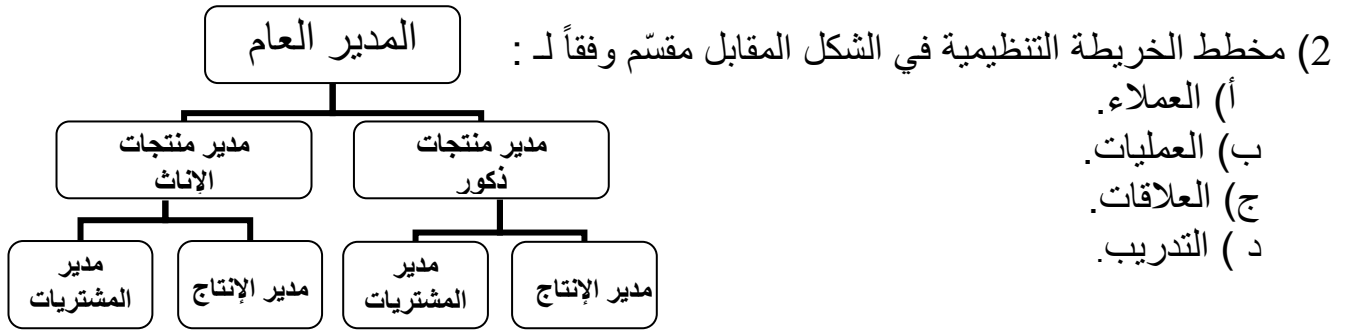 2) مخطط الخريطة التنظيمية في الشكل المقابل مقسّم وفقاً لـ :
أ) العملاء.
ب) العمليات.
ج) العلاقات.
د ) التدريب.
المدير العام
مدير منتجات
ذكور
مدير منتجات
الإناث
مدير الإنتاج
مدير
المشتريات
مدير الإنتاج
مدير
المشتريات